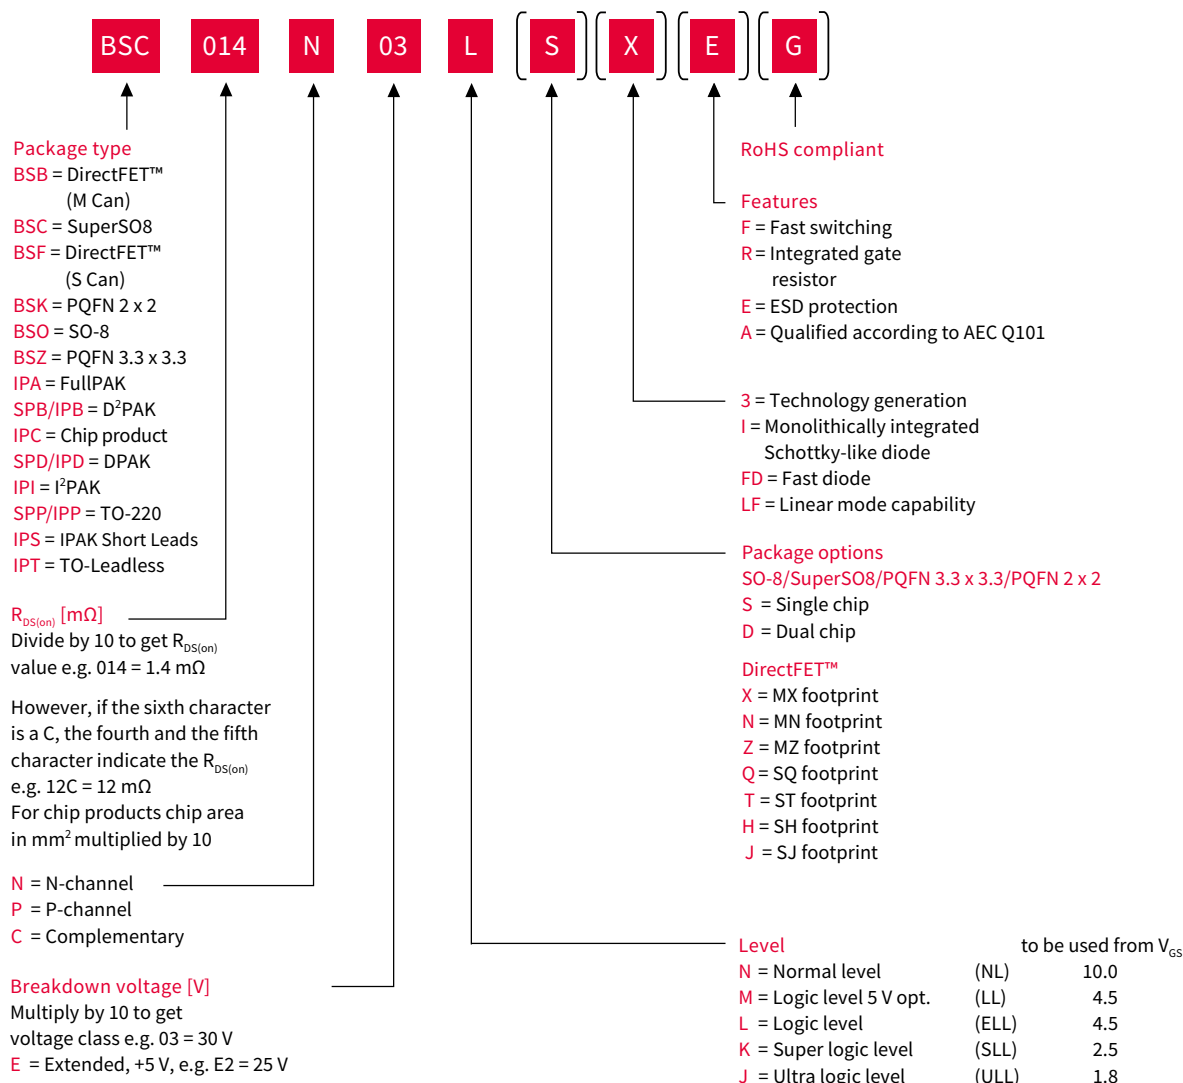 BSC 014 N 03 L S X E G
Package type
BSB = DirectFET™
(M Can)
BSC = SuperSO8
BSF = DirectFET™
(S Can)
BSK = PQFN 2 x 2
BSO = SO-8
BSZ = PQFN 3.3 x 3.3
IPA = FullPAK
SPB/IPB = D²PAK
IPC = Chip product
SPD/IPD = DPAK
IPI = I²PAK
SPP/IPP = TO-220
IPS = IPAK Short Leads
IPT = TO-Leadless
RDS(on) [mΩ]
Divide by 10 to get RDS(on)
value e.g. 014 = 1.4 mΩ
However, if the sixth character
is a C, the fourth and the fifth
character indicate the RDS(on)
e.g. 12C = 12 mΩ
For chip products chip area
in mm² multiplied by 10
N = N-channel
P = P-channel
C = Complementary
Breakdown voltage [V]
Multiply by 10 to get
voltage class e.g. 03 = 30 V
E = Extended, +5 V, e.g. E2 = 25 V
RoHS compliant
Features
F = Fast switching
R = Integrated gate
resistor
E = ESD protection
A = Qualified according to AEC Q101
3 = Technology generation
I = Monolithically integrated
Schottky-like diode
FD = Fast diode
LF = Linear mode capability
Package options
SO-8/SuperSO8/PQFN 3.3 x 3.3/PQFN 2 x 2
S = Single chip
D = Dual chip
DirectFET™
X = MX footprint
N = MN footprint
Z = MZ footprint
Q = SQ footprint
T = ST footprint
H = SH footprint
J = SJ footprint
Level to be used from VGS
N = Normal level (NL) 10.0
M = Logic level 5 V opt. (LL) 4.5
L = Logic level (ELL) 4.5
K = Super logic level (SLL) 2.5
J = Ultra logic level (ULL) 1.8